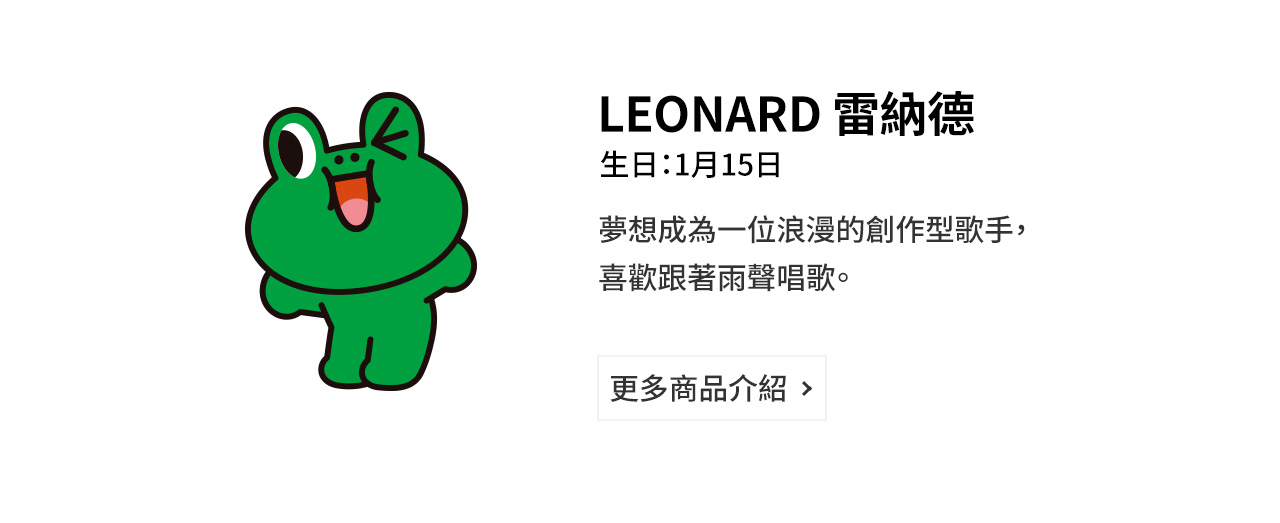 LEONARD 雷納德
生日：1月15日
夢想成為一位浪漫的創作型歌手，
喜歡跟著雨聲唱歌。
更多商品介紹 >